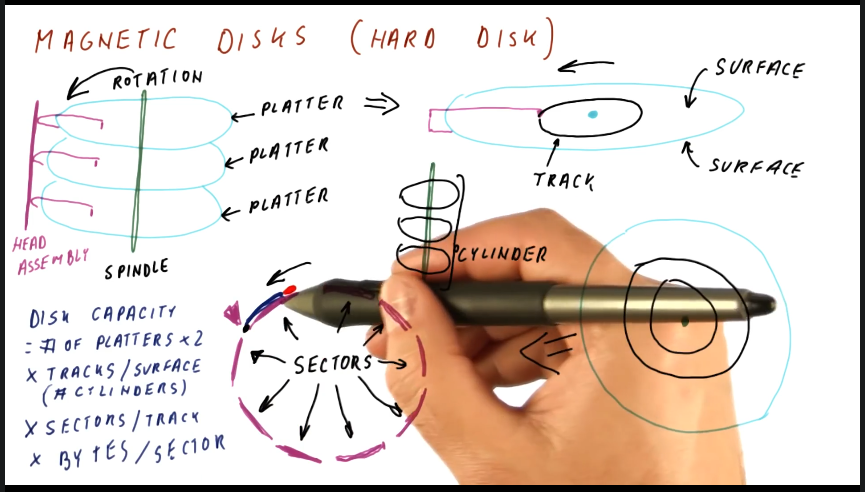 MAGNETIC DISKS (HARD DISK)
ROTATION
PLATTER
PLATTER
PLATTER
HEAD
ASSEMBLY
SPINDLE
SURFACE
SURFACE
TRACK
CYLINDER
DISK CAPACITY
= # OF PLATTERS × 2
× TRACKS/SURFACE
(# CYLINDERS)
× SECTORS/TRACK
× BYTES/SECTOR
SECTORS